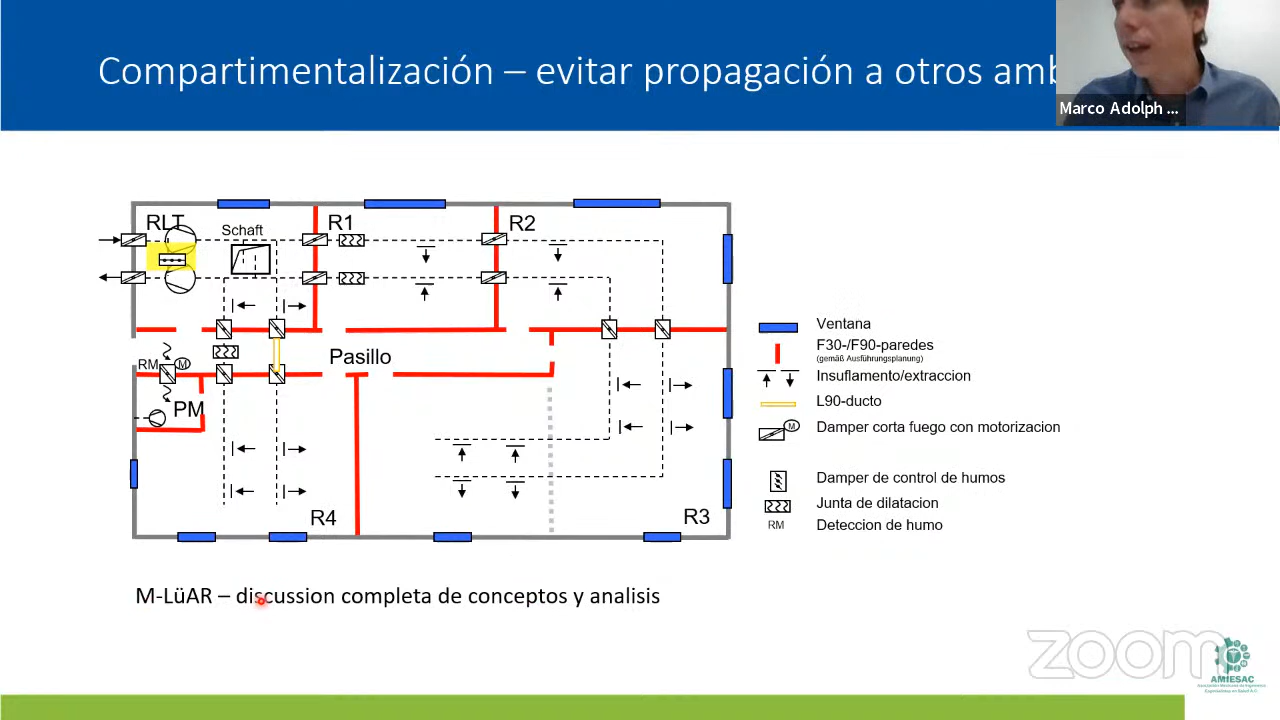 Compartimentalización – evitar propagación a otros amb
Marco Adolph ...
RLT
Schaft
R1
R2
RM
M
Pasillo
PM
R4
R3
Ventana
F30-/F90-paredes
(gemäß Ausführungsplanung)
Insuflamento/extraccion
L90-ducto
M
Damper corta fuego con motorizacion
Damper de control de humos
Junta de dilatacion
RM
Deteccion de humo
M-LüAR – discussion completa de conceptos y analisis
zoom
AMIESAC